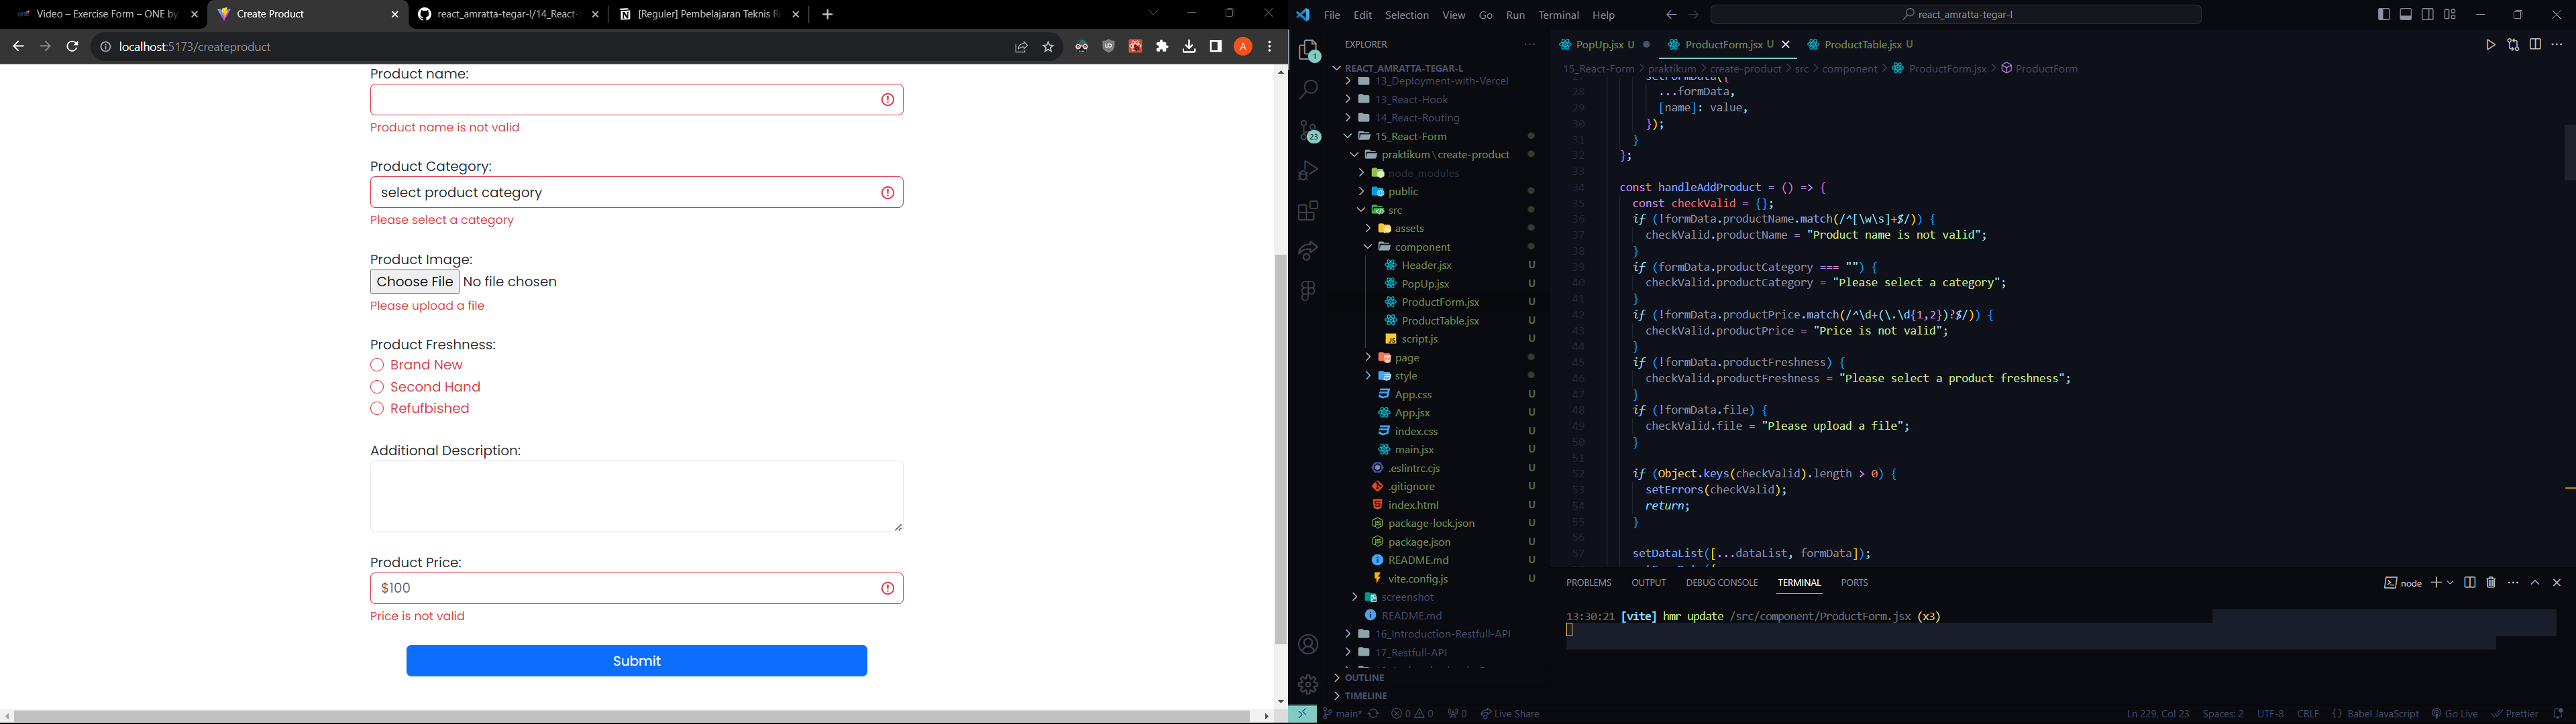 Video – Exercise Form – ONE by
Create Product
react_amratta-tegar-l/14_React-
[Reguler] Pembelajaran Teknis R
localhost:5173/createproduct
A
Product name:
Product name is not valid
Product Category:
select product category
Please select a category
Product Image:
Choose File No file chosen
Please upload a file
Product Freshness:
Brand New
Second Hand
Refufbished
Additional Description:
Product Price:
$100
Price is not valid
Submit
File Edit Selection View Go Run Terminal Help
react_amratta-tegar-l
1
23
EXPLORER
REACT_AMRATTA-TEGAR-L
13_Deployment-with-Vercel
13_React-Hook
14_React-Routing
15_React-Form
praktikum\create-product
node_modules
public
src
assets
component
Header.jsx U
PopUp.jsx U
ProductForm.jsx U
ProductTable.jsx U
script.js U
page
style
App.css U
App.jsx U
index.css U
main.jsx U
.eslintrc.cjs U
.gitignore U
index.html U
package-lock.json U
package.json U
README.md U
vite.config.js U
screenshot
README.md
16_Introduction-Restfull-API
17_Restfull-API
OUTLINE
TIMELINE
PopUp.jsx U
ProductForm.jsx U
ProductTable.jsx U
15_React-Form > praktikum > create-product > src > component > ProductForm.jsx > ProductForm
setFormData({
28 ...formData,
29 [name]: value,
30 });
31 }
32 };
33
34 const handleAddProduct = () => {
35 const checkValid = {};
36 if (!formData.productName.match(/^[\w\s]+$/)) {
37 checkValid.productName = "Product name is not valid";
38 }
39 if (formData.productCategory === "") {
40 checkValid.productCategory = "Please select a category";
41 }
42 if (!formData.productPrice.match(/^\d+(\.\d{1,2})?$/)) {
43 checkValid.productPrice = "Price is not valid";
44 }
45 if (!formData.productFreshness) {
46 checkValid.productFreshness = "Please select a product freshness";
47 }
48 if (!formData.file) {
49 checkValid.file = "Please upload a file";
50 }
51
52 if (Object.keys(checkValid).length > 0) {
53 setErrors(checkValid);
54 return;
55 }
56
57 setDataList([...dataList, formData]);
PROBLEMS OUTPUT DEBUG CONSOLE TERMINAL PORTS
node
13:30:21 [vite] hmr update /src/component/ProductForm.jsx (x3)
main* 0 0 0 Live Share
Ln 229, Col 23 Spaces: 2 UTF-8 CRLF {} Babel JavaScript Go Live Prettier